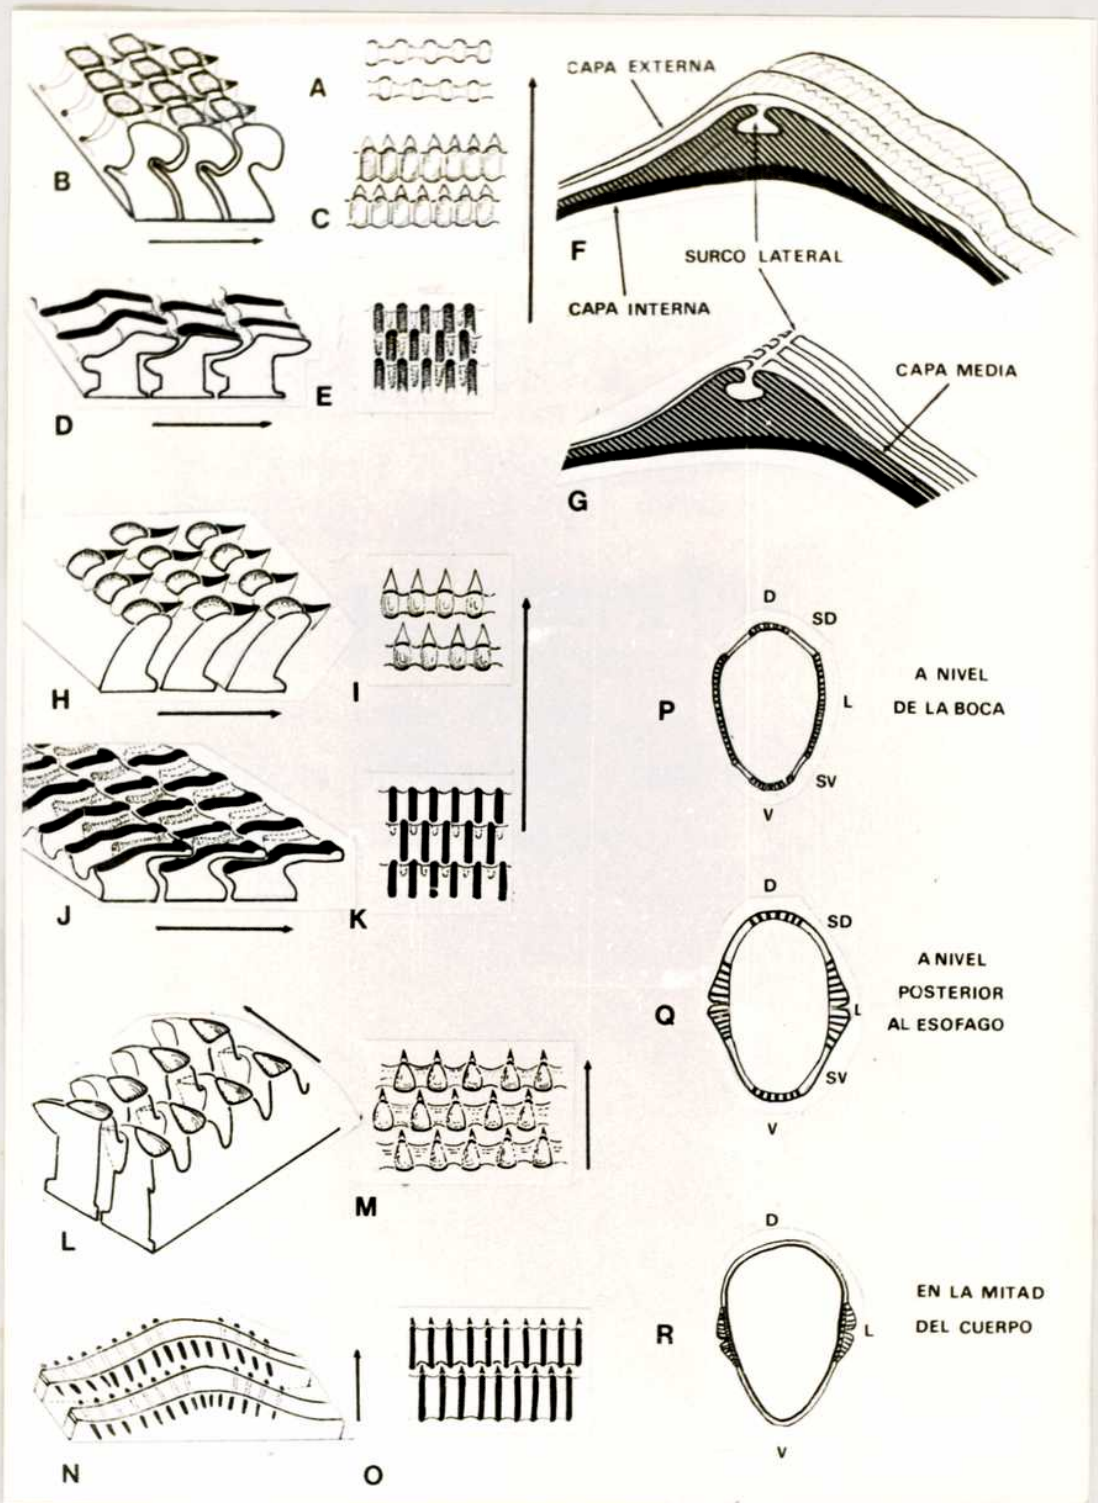 A
B
C
CAPA EXTERNA
F
SURCO LATERAL
CAPA INTERNA
D
E
CAPA MEDIA
G
H
I
J
K
D
SD
P
L
SV
V
A NIVEL
DE LA BOCA
D
SD
Q
L
SV
V
A NIVEL
POSTERIOR
AL ESOFAGO
L
M
N
O
D
R
L
V
EN LA MITAD
DEL CUERPO